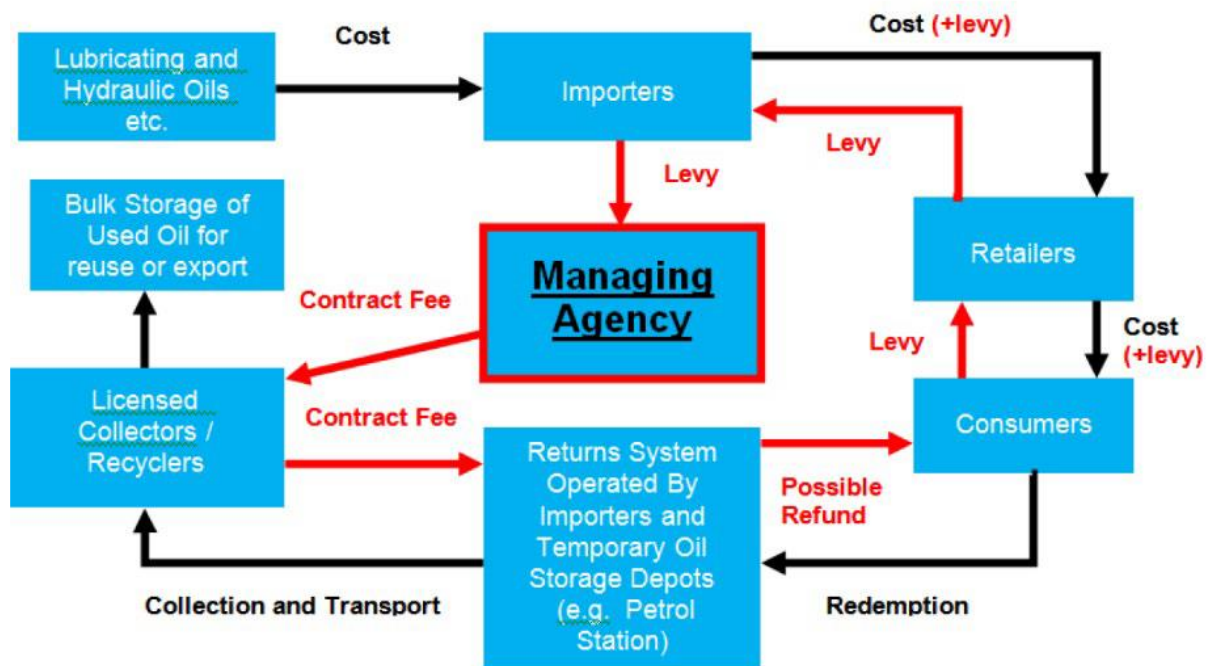 Lubricating and
Hydraulic Oils
etc.
Cost
Importers
Cost (+levy)
Levy
Levy
Bulk Storage of
Used Oil for
reuse or export
Managing
Agency
Retailers
Contract Fee
Levy
Cost
(+levy)
Licensed
Collectors /
Recyclers
Contract Fee
Returns System
Operated By
Importers and
Temporary Oil
Storage Depots
(e.g. Petrol
Station)
Consumers
Possible
Refund
Collection and Transport
Redemption